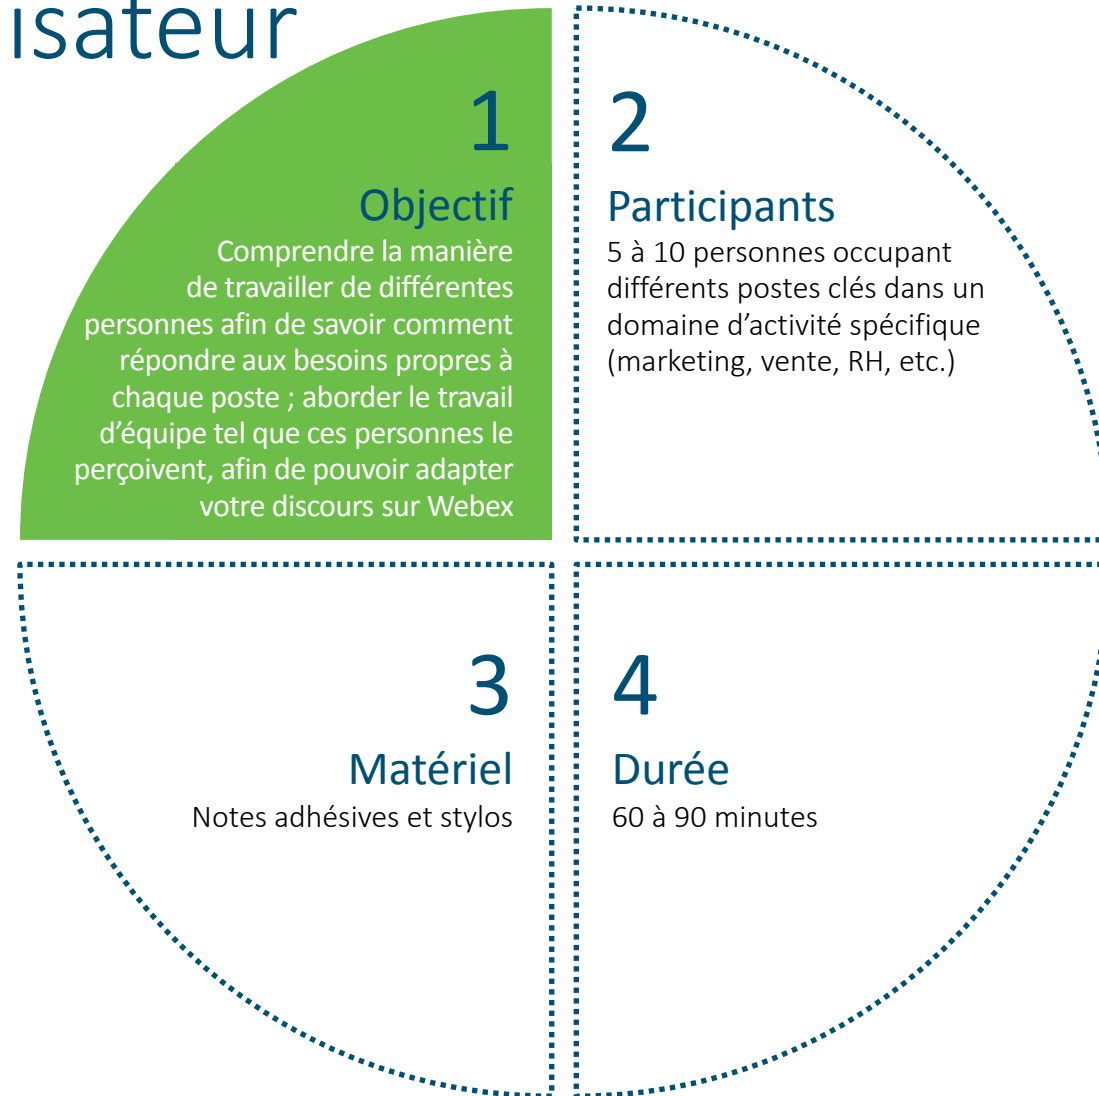 isateur
1
Objectif
Comprendre la manière
de travailler de différentes
personnes afin de savoir comment
répondre aux besoins propres à
chaque poste ; aborder le travail
d’équipe tel que ces personnes le
perçoivent, afin de pouvoir adapter
votre discours sur Webex
2
Participants
5 à 10 personnes occupant
différents postes clés dans un
domaine d’activité spécifique
(marketing, vente, RH, etc.)
3
Matériel
Notes adhésives et stylos
4
Durée
60 à 90 minutes